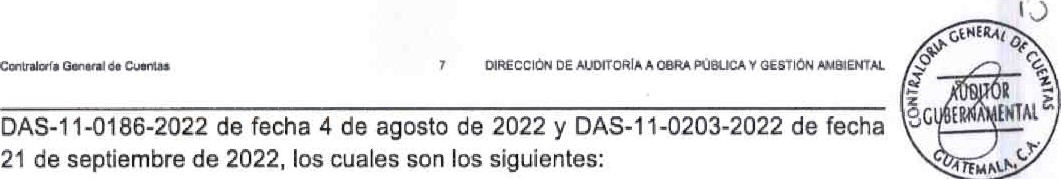 Contraloría General de Cuentas 7 DIRECCIÓN DE AUDITORÍA A OBRA PÚBLICA Y GESTIÓN AMBIENTAL
CONTRALORIA GENERAL DE CUENTAS
AUDITOR
GUBERNAMENTAL
GUATEMALA, C.A.
DAS-11-0186-2022 de fecha 4 de agosto de 2022 y DAS-11-0203-2022 de fecha
21 de septiembre de 2022, los cuales son los siguientes: